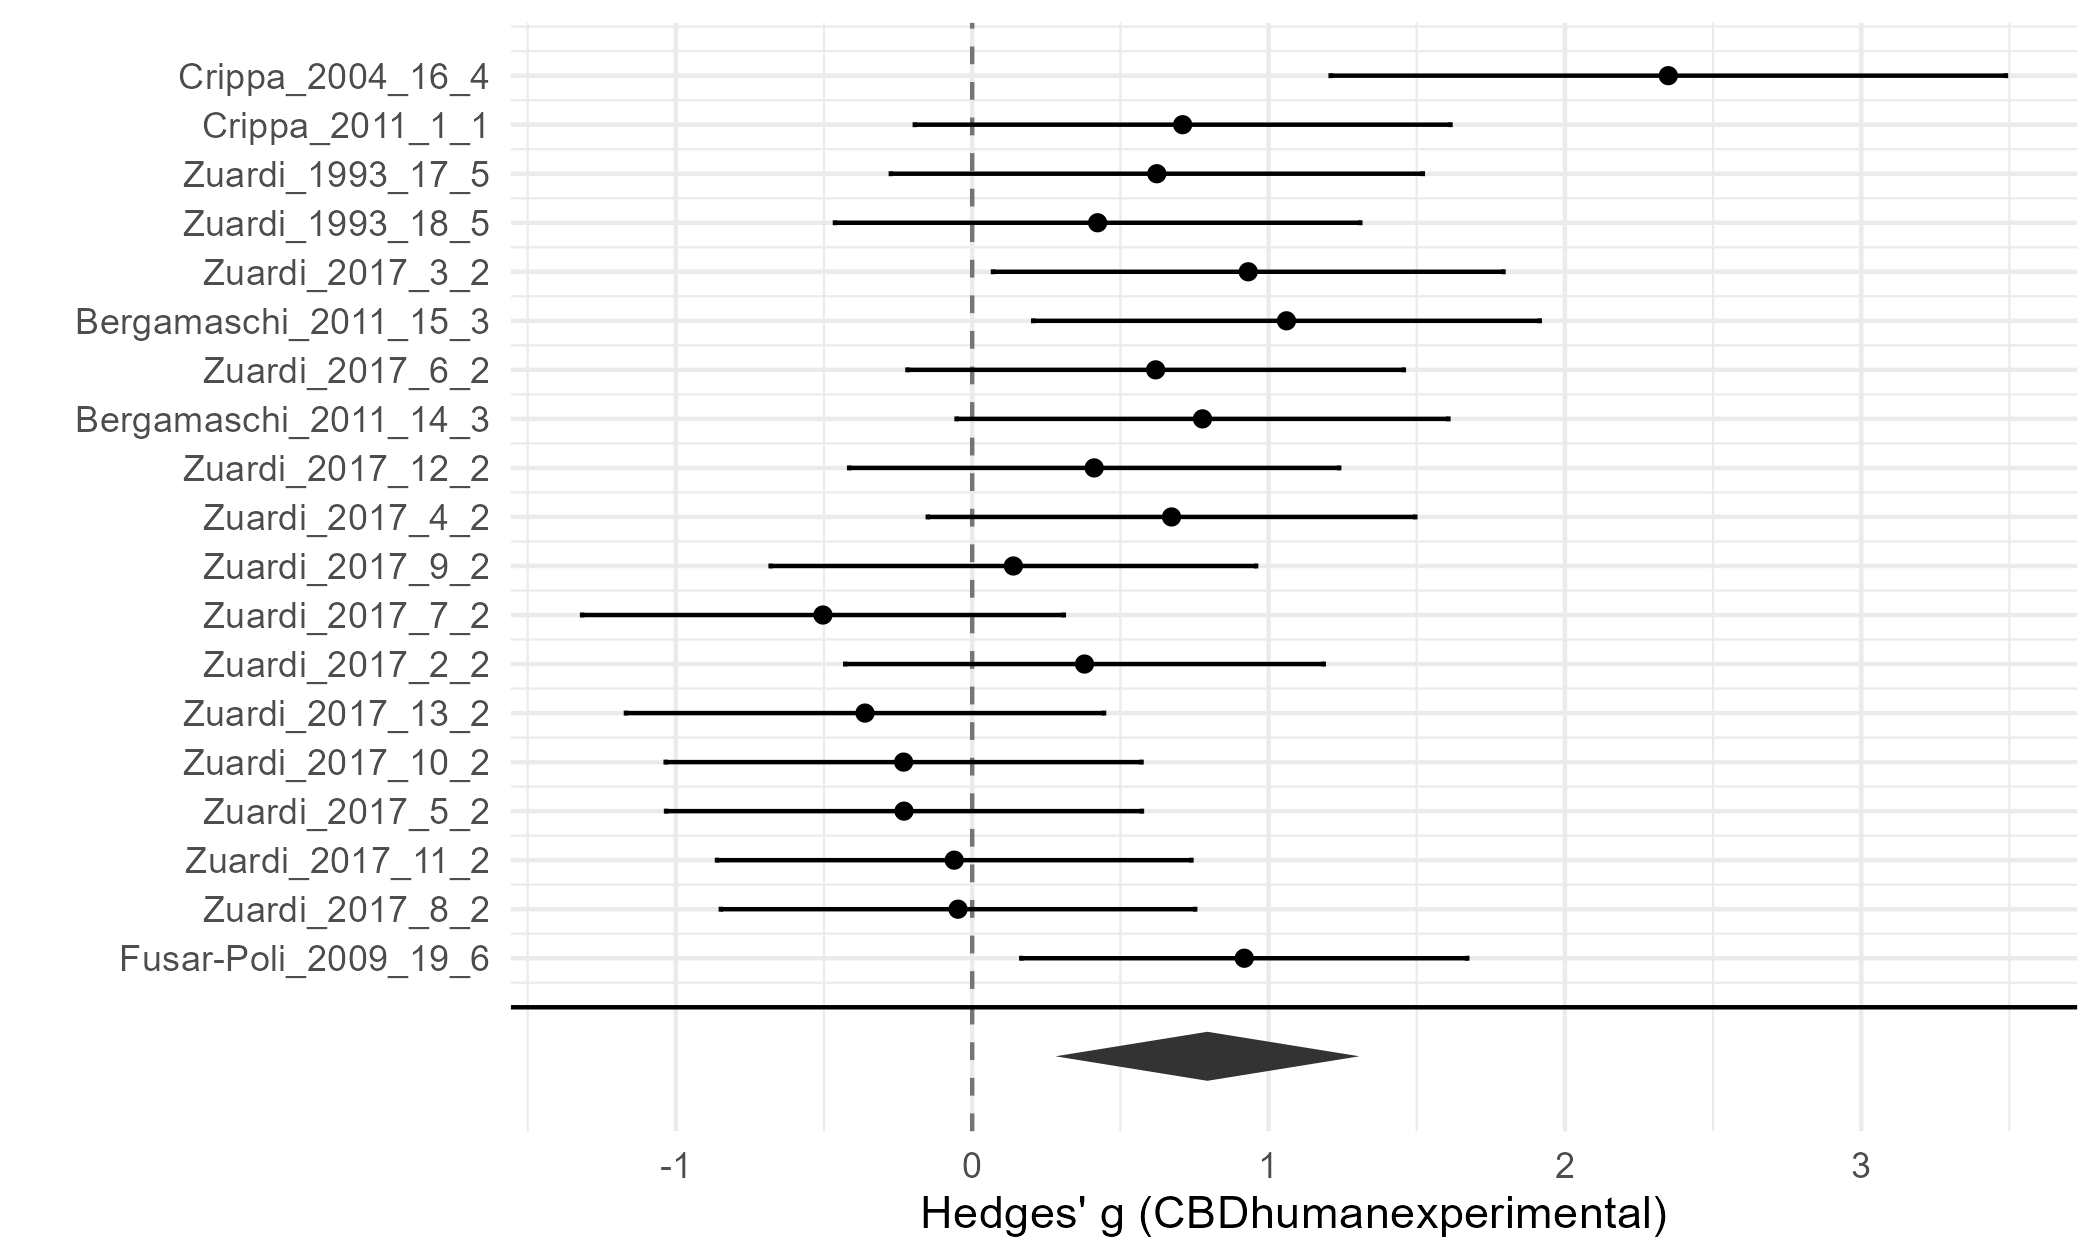 Crippa_2004_16_4
Crippa_2011_1_1
Zuardi_1993_17_5
Zuardi_1993_18_5
Zuardi_2017_3_2
Bergamaschi_2011_15_3
Zuardi_2017_6_2
Bergamaschi_2011_14_3
Zuardi_2017_12_2
Zuardi_2017_4_2
Zuardi_2017_9_2
Zuardi_2017_7_2
Zuardi_2017_2_2
Zuardi_2017_13_2
Zuardi_2017_10_2
Zuardi_2017_5_2
Zuardi_2017_11_2
Zuardi_2017_8_2
Fusar-Poli_2009_19_6
-1 0 1 2 3
Hedges' g (CBDhumanexperimental)